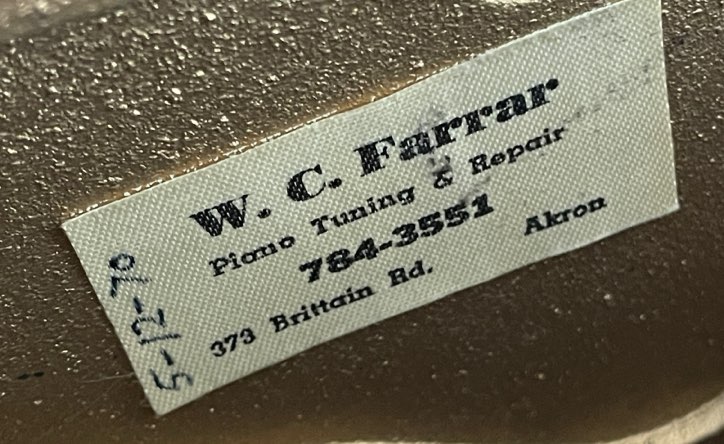 W. C. Farrar
Piano Tuning & Repair
784-3551
373 Brittain Rd. Akron
5-12-70